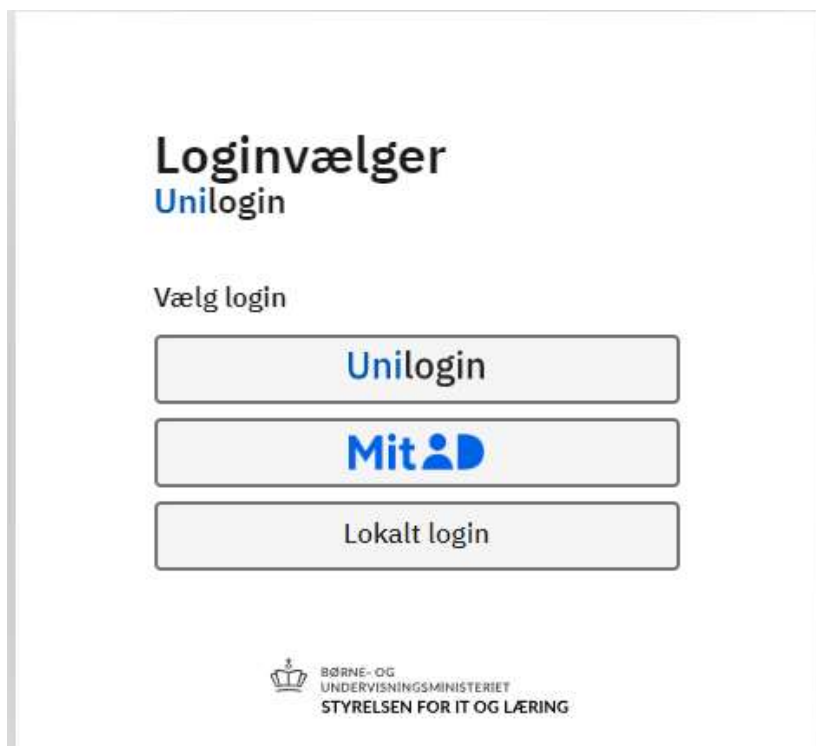 Loginvælger
Unilogin
Vælg login
Unilogin
MitID
Lokalt login
BØRNE- OG
UNDERVISNINGSMINISTERIET
STYRELSEN FOR IT OG LÆRING